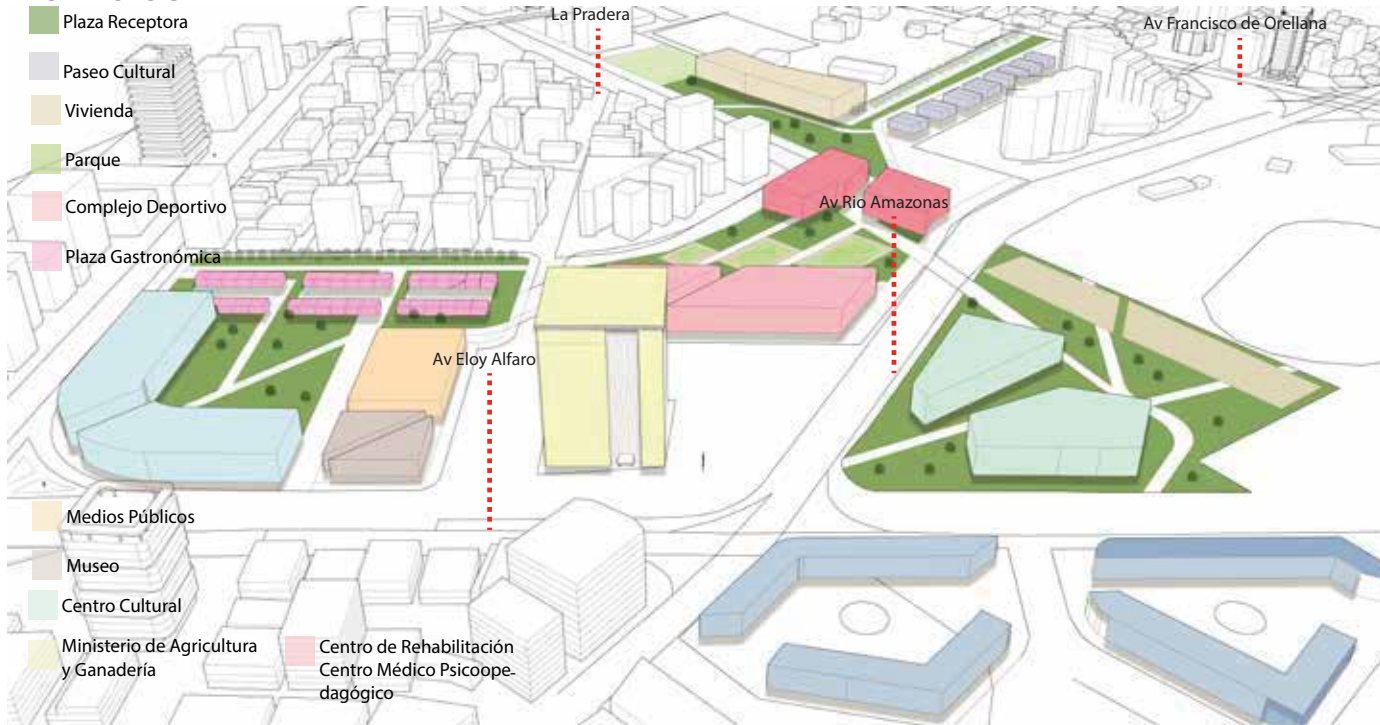 Plaza Receptora
Paseo Cultural
Vivienda
Parque
Complejo Deportivo
Plaza Gastronómica
La Pradera
Av Francisco de Orellana
Av Rio Amazonas
Av Eloy Alfaro
Medios Públicos
Museo
Centro Cultural
Ministerio de Agricultura
y Ganadería
Centro de Rehabilitación
Centro Médico Psicoope-
dagógico